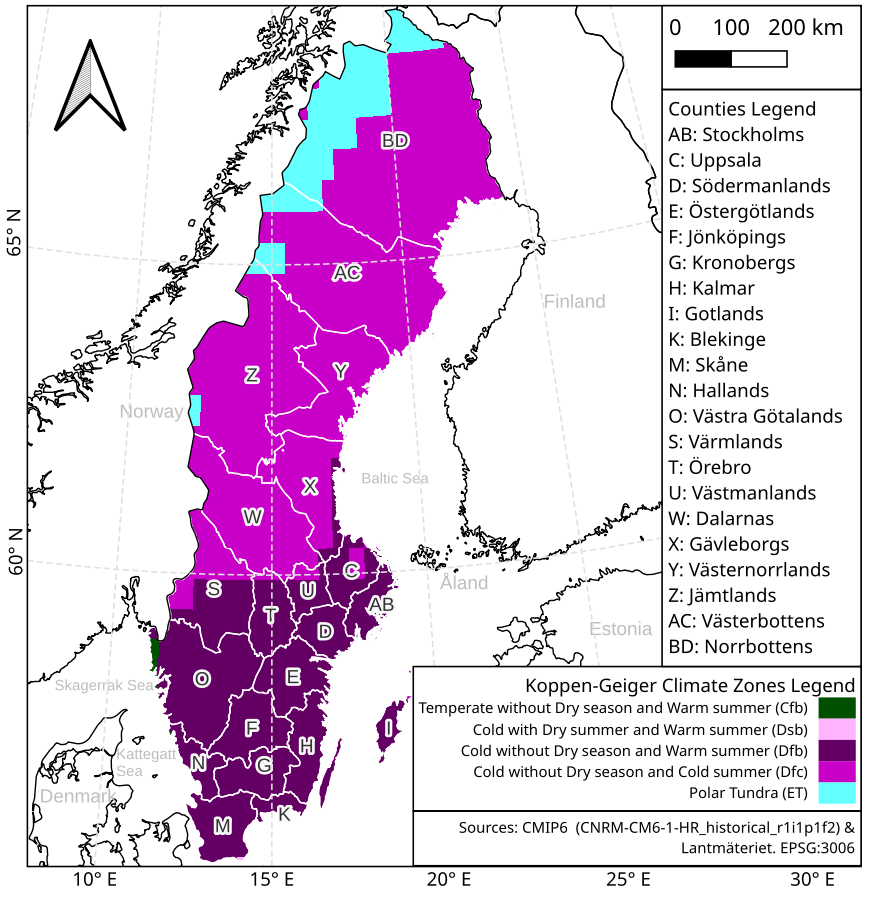 0 100 200 km
Counties Legend
AB: Stockholms
C: Uppsala
D: Södermanlands
E: Östergötlands
F: Jönköpings
G: Kronobergs
H: Kalmar
I: Gotlands
K: Blekinge
M: Skåne
N: Hallands
O: Västra Götalands
S: Värmlands
T: Örebro
U: Västmanlands
W: Dalarnas
X: Gävleborgs
Y: Västernorrlands
Z: Jämtlands
AC: Västerbottens
BD: Norrbottens
BD
65° N
AC
Finland
Z
Y
Norway
X
Baltic Sea
W
60° N
C
Åland
S
U
AB
T
D
Estonia
O
E
Skagerrak Sea
F
I
H
Kattegatt
Sea
N
G
Denmark
K
M
Koppen-Geiger Climate Zones Legend
Temperate without Dry season and Warm summer (Cfb)
Cold with Dry summer and Warm summer (Dsb)
Cold without Dry season and Warm summer (Dfb)
Cold without Dry season and Cold summer (Dfc)
Polar Tundra (ET)
Sources: CMIP6 (CNRM-CM6-1-HR_historical_r1i1p1f2) &
Lantmäteriet. EPSG:3006
10° E 15° E 20° E 25° E 30° E